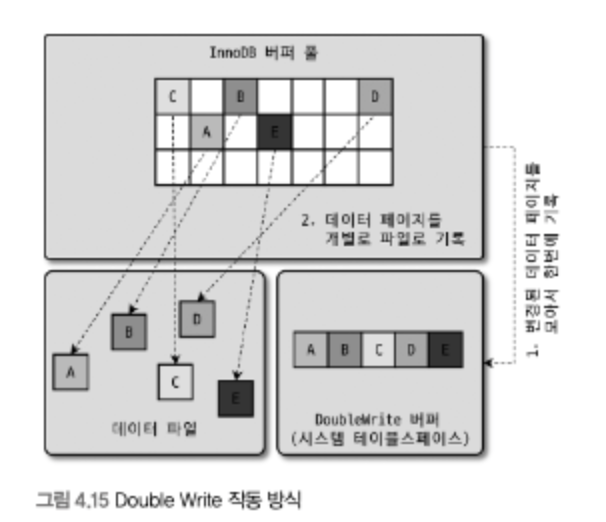 InnoDB 버퍼 풀
C B D
A E
2. 데이터 페이지들
개별로 파일로 기록
1. 변경된 데이터 페이지들
모아서 한번에 기록
A B D C E
데이터 파일
A B C D E
DoubleWrite 버퍼
(시스템 테이블스페이스)
그림 4.15 Double Write 작동 방식